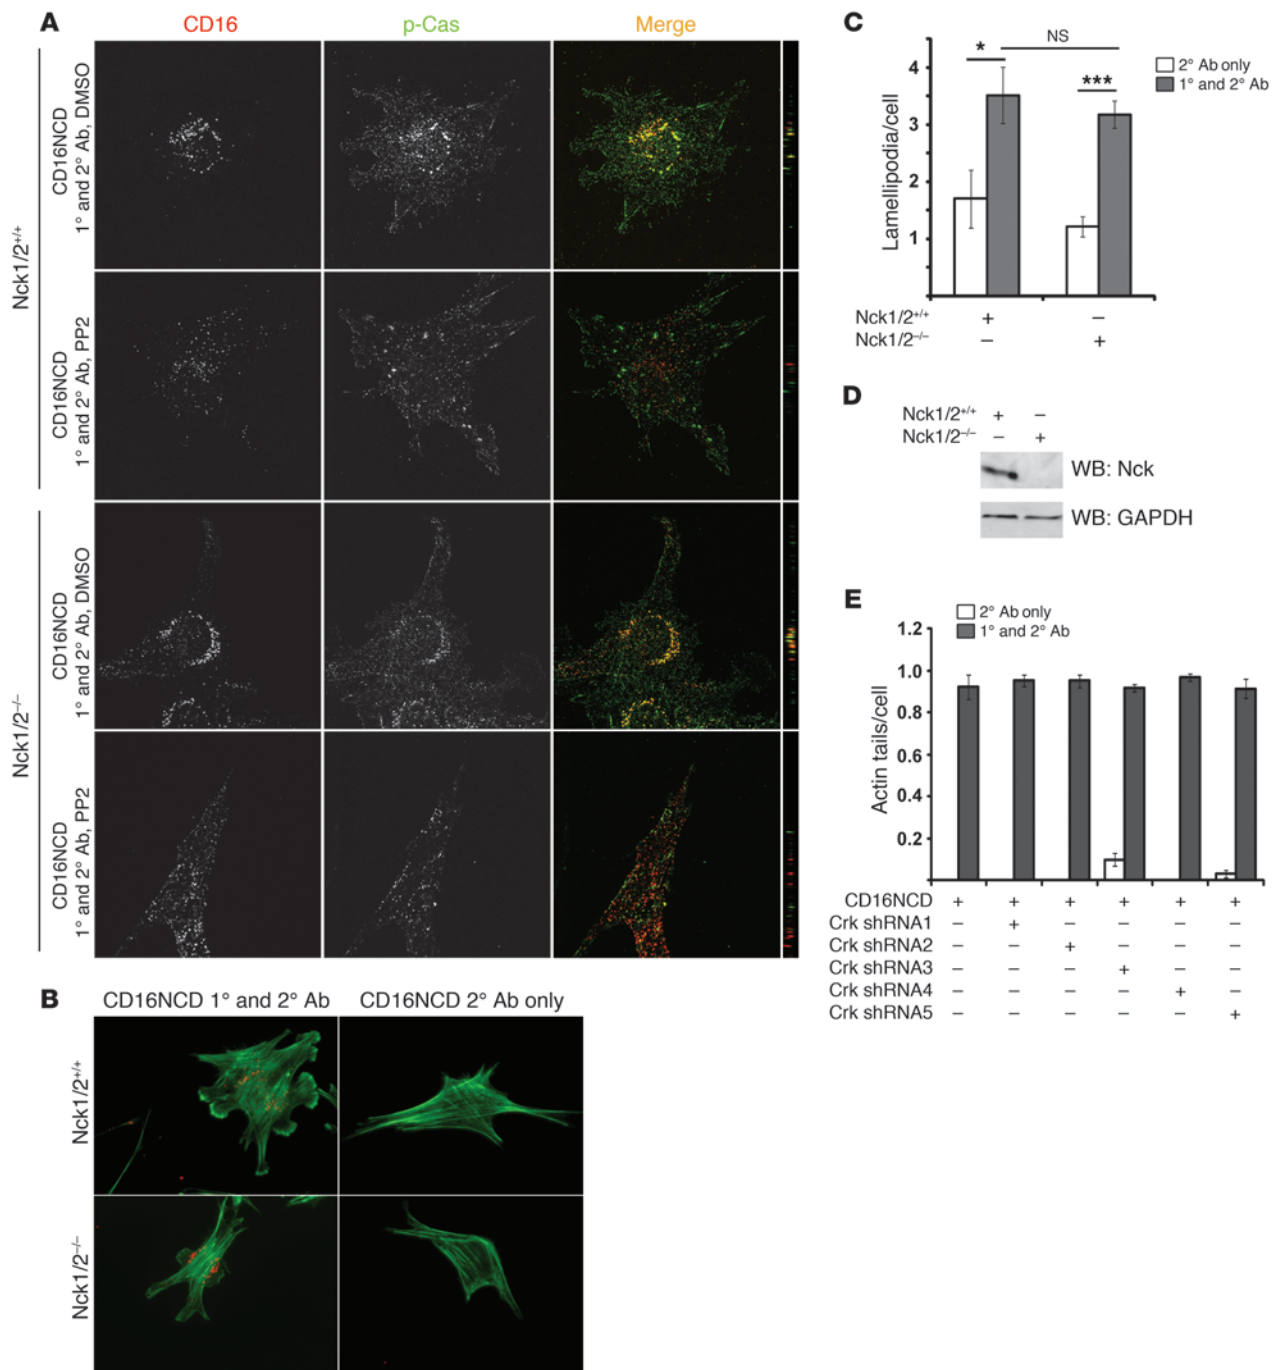 A
CD16
p-Cas
Merge
Nck1/2+/+
CD16NCD
1° and 2° Ab, DMSO
CD16NCD
1° and 2° Ab, PP2
Nck1/2–/–
CD16NCD
1° and 2° Ab, DMSO
CD16NCD
1° and 2° Ab, PP2
B
CD16NCD 1° and 2° Ab
CD16NCD 2° Ab only
Nck1/2+/+
Nck1/2–/–
C
NS
* ***
2° Ab only
1° and 2° Ab
Lamellipodia/cell
4
3
2
1
Nck1/2+/+ + –
Nck1/2–/– – +
D
Nck1/2+/+ + –
Nck1/2–/– – +
WB: Nck
WB: GAPDH
E
2° Ab only
1° and 2° Ab
Actin tails/cell
1.2
1.0
0.8
0.6
0.4
0.2
CD16NCD + + + + + +
Crk shRNA1 – + – – – –
Crk shRNA2 – – + – – –
Crk shRNA3 – – – + – –
Crk shRNA4 – – – – + –
Crk shRNA5 – – – – – +